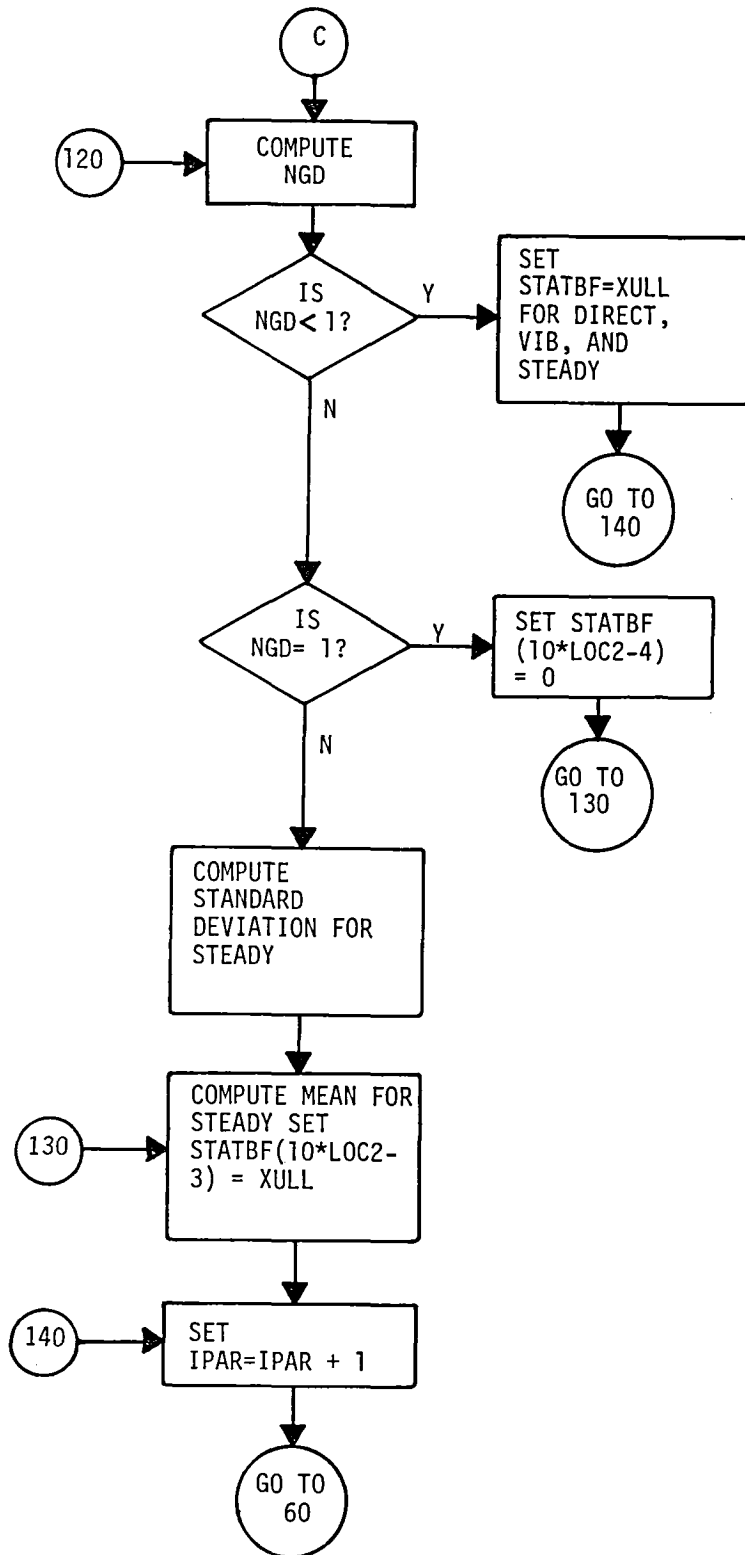 C
120
COMPUTE
NGD
IS
NGD< 1?
Y
SET
STATBF=XULL
FOR DIRECT,
VIB, AND
STEADY
N
GO TO
140
IS
NGD= 1?
Y
SET STATBF
(10*LOC2-4)
= 0
N
GO TO
130
COMPUTE
STANDARD
DEVIATION FOR
STEADY
130
COMPUTE MEAN FOR
STEADY SET
STATBF(10*LOC2-
3) = XULL
140
SET
IPAR=IPAR + 1
GO TO
60